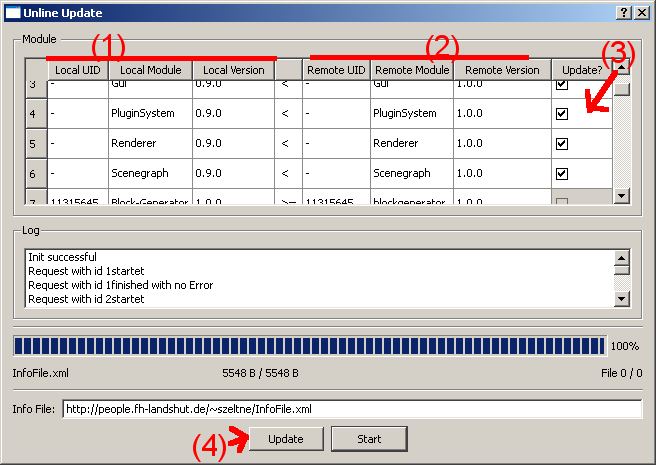 Unline Update
Module
(1) (2) (3)
Local UID Local Module Local Version Remote UID Remote Module Remote Version Update?
3 - Gui 0.9.0 < - Gui 1.0.0
4 - PluginSystem 0.9.0 < - PluginSystem 1.0.0
5 - Renderer 0.9.0 < - Renderer 1.0.0
6 - Scenegraph 0.9.0 < - Scenegraph 1.0.0
7 11315645 Block-Generator 1.0.0 >= 11315645 blockgenerator 1.0.0
Log
Init successful
Request with id 1startet
Request with id 1finished with no Error
Request with id 2startet
100%
InfoFile.xml 5548 B / 5548 B File 0 / 0
Info File: http://people.fh-landshut.de/~szeltne/InfoFile.xml
(4) Update Start